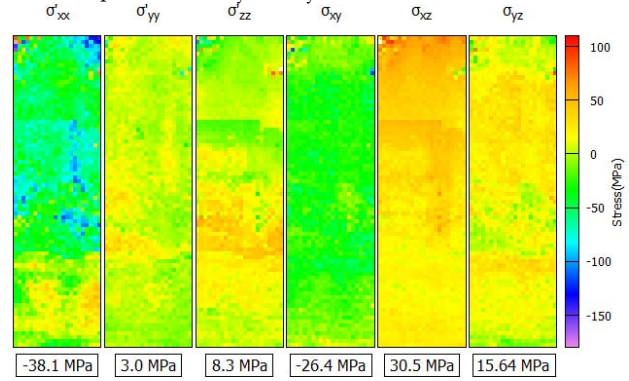 σ'xx σ'yy σ'zz σxy σxz σyz
100
50
0
-50
-100
-150
Stress(MPa)
-38.1 MPa 3.0 MPa 8.3 MPa -26.4 MPa 30.5 MPa 15.64 MPa